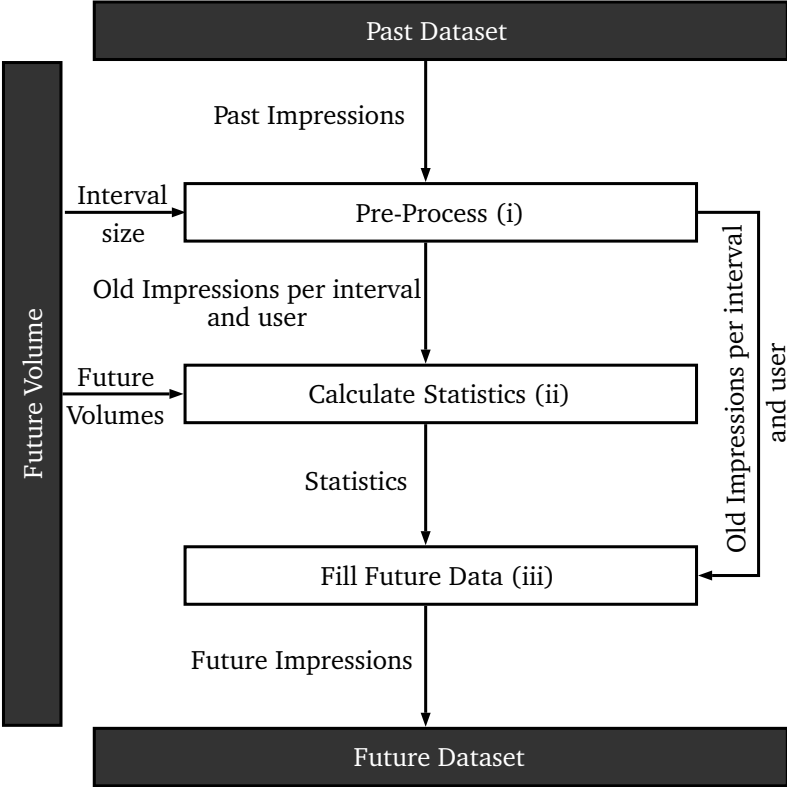 Past Dataset
Past Impressions
Interval
size
Pre-Process (i)
Old Impressions per interval
and user
Old Impressions per interval
and user
Future Volume
Future
Volumes
Calculate Statistics (ii)
Statistics
Fill Future Data (iii)
Future Impressions
Future Dataset